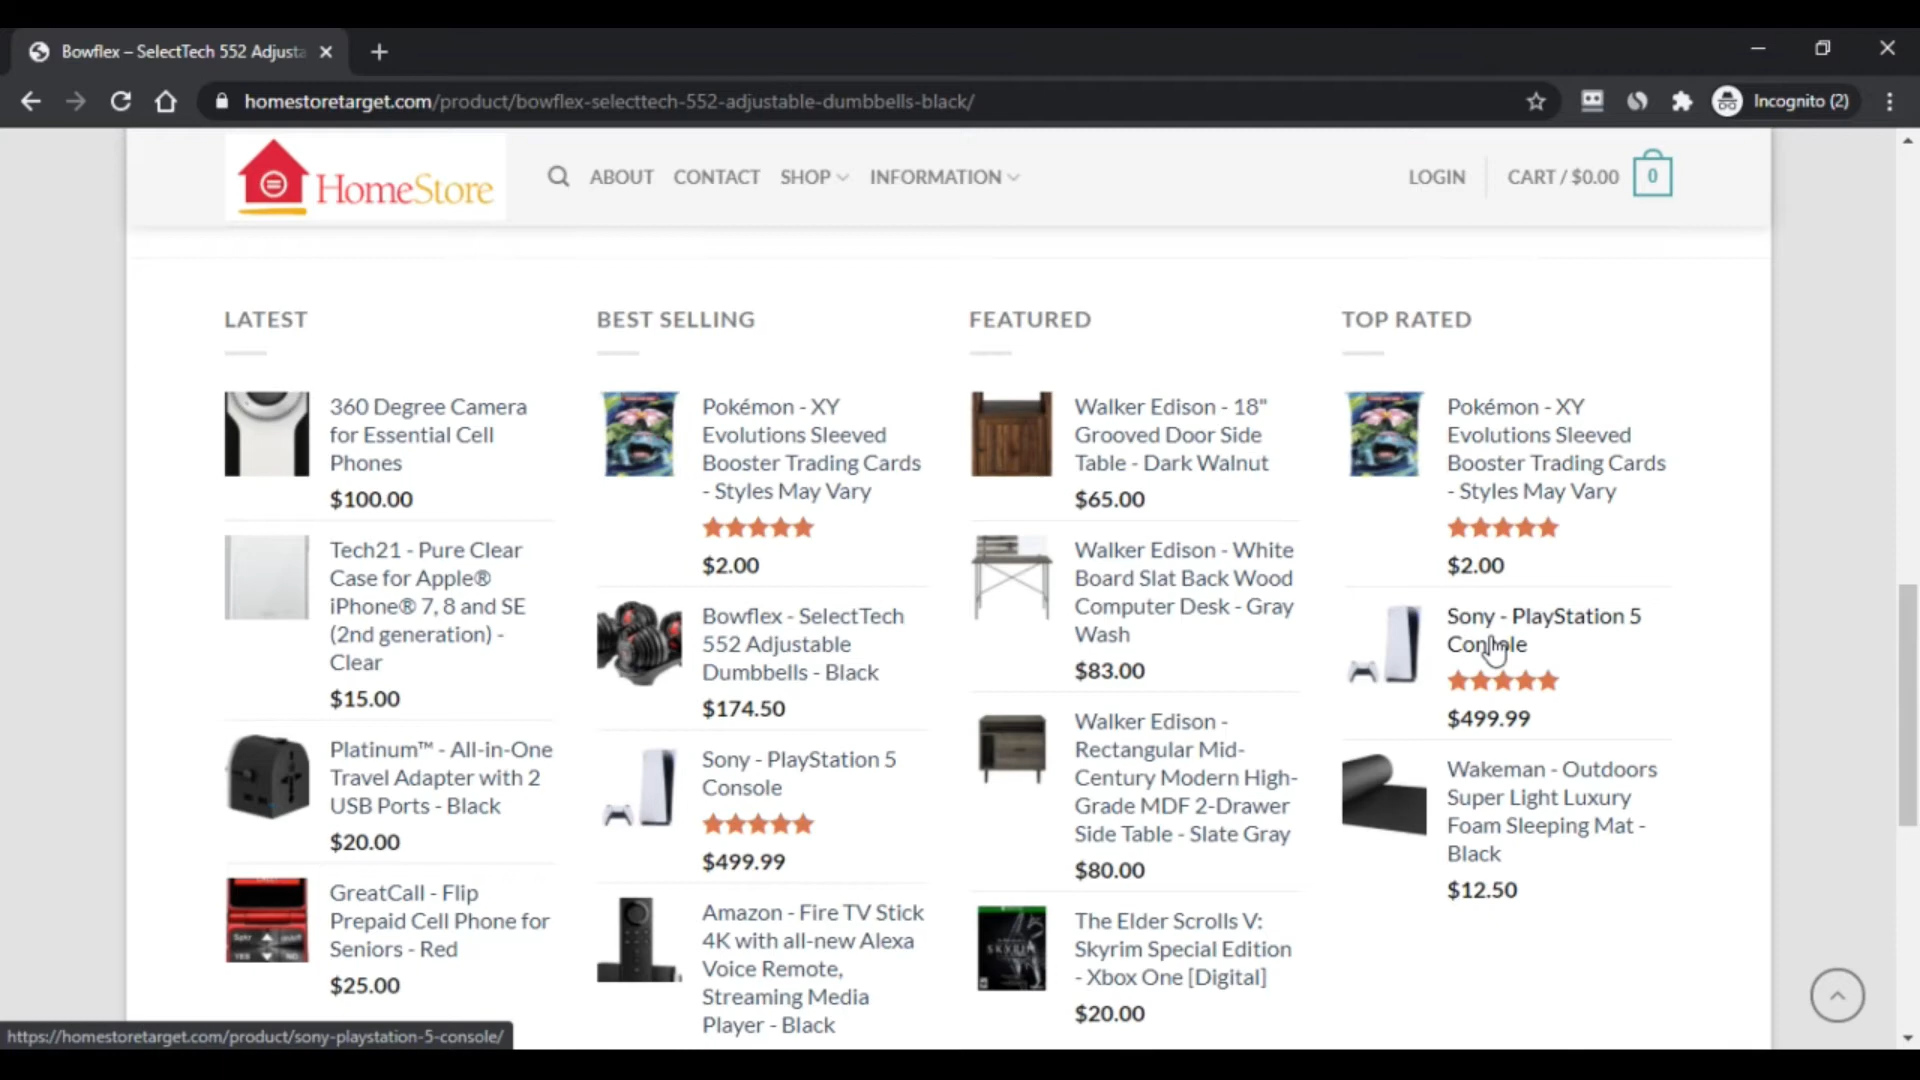 Bowflex – SelectTech 552 Adjusta
homestoretarget.com/product/bowflex-selecttech-552-adjustable-dumbbells-black/
Incognito (2)
HomeStore
ABOUT
CONTACT
SHOP
INFORMATION
LOGIN
CART / $0.00
0
LATEST
360 Degree Camera
for Essential Cell
Phones
$100.00
Tech21 - Pure Clear
Case for Apple®
iPhone® 7, 8 and SE
(2nd generation) -
Clear
$15.00
Platinum™ - All-in-One
Travel Adapter with 2
USB Ports - Black
$20.00
GreatCall - Flip
Prepaid Cell Phone for
Seniors - Red
$25.00
BEST SELLING
Pokémon - XY
Evolutions Sleeved
Booster Trading Cards
- Styles May Vary
$2.00
Bowflex - SelectTech
552 Adjustable
Dumbbells - Black
$174.50
Sony - PlayStation 5
Console
$499.99
Amazon - Fire TV Stick
4K with all-new Alexa
Voice Remote,
Streaming Media
Player - Black
FEATURED
Walker Edison - 18"
Grooved Door Side
Table - Dark Walnut
$65.00
Walker Edison - White
Board Slat Back Wood
Computer Desk - Gray
Wash
$83.00
Walker Edison -
Rectangular Mid-
Century Modern High-
Grade MDF 2-Drawer
Side Table - Slate Gray
$80.00
SKYRIM
The Elder Scrolls V:
Skyrim Special Edition
- Xbox One [Digital]
$20.00
TOP RATED
Pokémon - XY
Evolutions Sleeved
Booster Trading Cards
- Styles May Vary
$2.00
Sony - PlayStation 5
Console
$499.99
Wakeman - Outdoors
Super Light Luxury
Foam Sleeping Mat -
Black
$12.50
https://homestoretarget.com/product/sony-playstation-5-console/